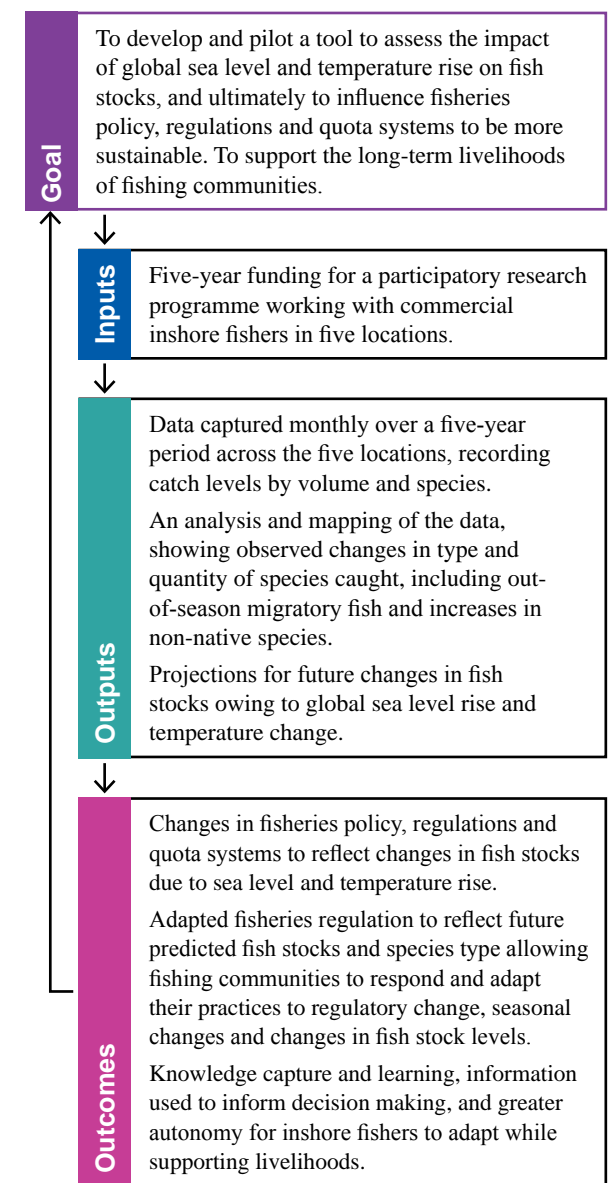 Goal
To develop and pilot a tool to assess the impact
of global sea level and temperature rise on fish
stocks, and ultimately to influence fisheries
policy, regulations and quota systems to be more
sustainable. To support the long-term livelihoods
of fishing communities.
Inputs
Five-year funding for a participatory research
programme working with commercial
inshore fishers in five locations.
Outputs
Data captured monthly over a five-year
period across the five locations, recording
catch levels by volume and species.
An analysis and mapping of the data,
showing observed changes in type and
quantity of species caught, including out-
of-season migratory fish and increases in
non-native species.
Projections for future changes in fish
stocks owing to global sea level rise and
temperature change.
Outcomes
Changes in fisheries policy, regulations and
quota systems to reflect changes in fish stocks
due to sea level and temperature rise.
Adapted fisheries regulation to reflect future
predicted fish stocks and species type allowing
fishing communities to respond and adapt
their practices to regulatory change, seasonal
changes and changes in fish stock levels.
Knowledge capture and learning, information
used to inform decision making, and greater
autonomy for inshore fishers to adapt while
supporting livelihoods.